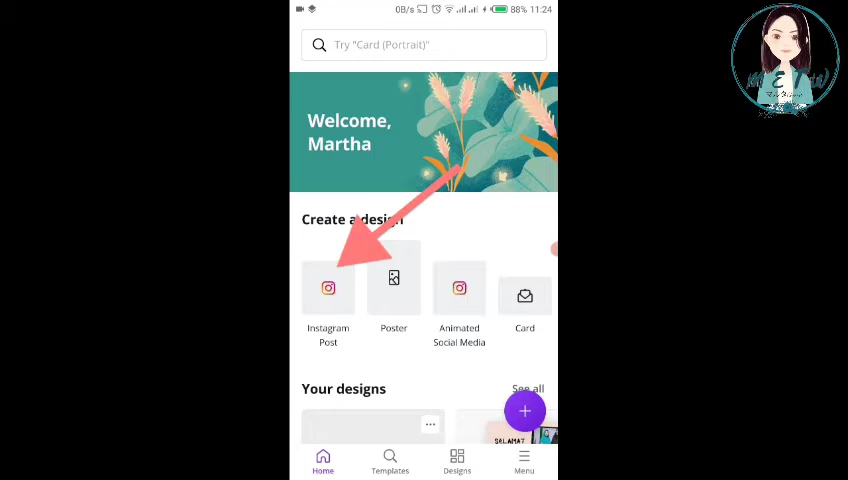 0B/s 88% 11:24
Try "Card (Portrait)"
Welcome,
Martha
Create a design
Instagram
Post
Poster
Animated
Social Media
Card
Your designs
See all
SALAMAT
Home
Templates
Designs
Menu